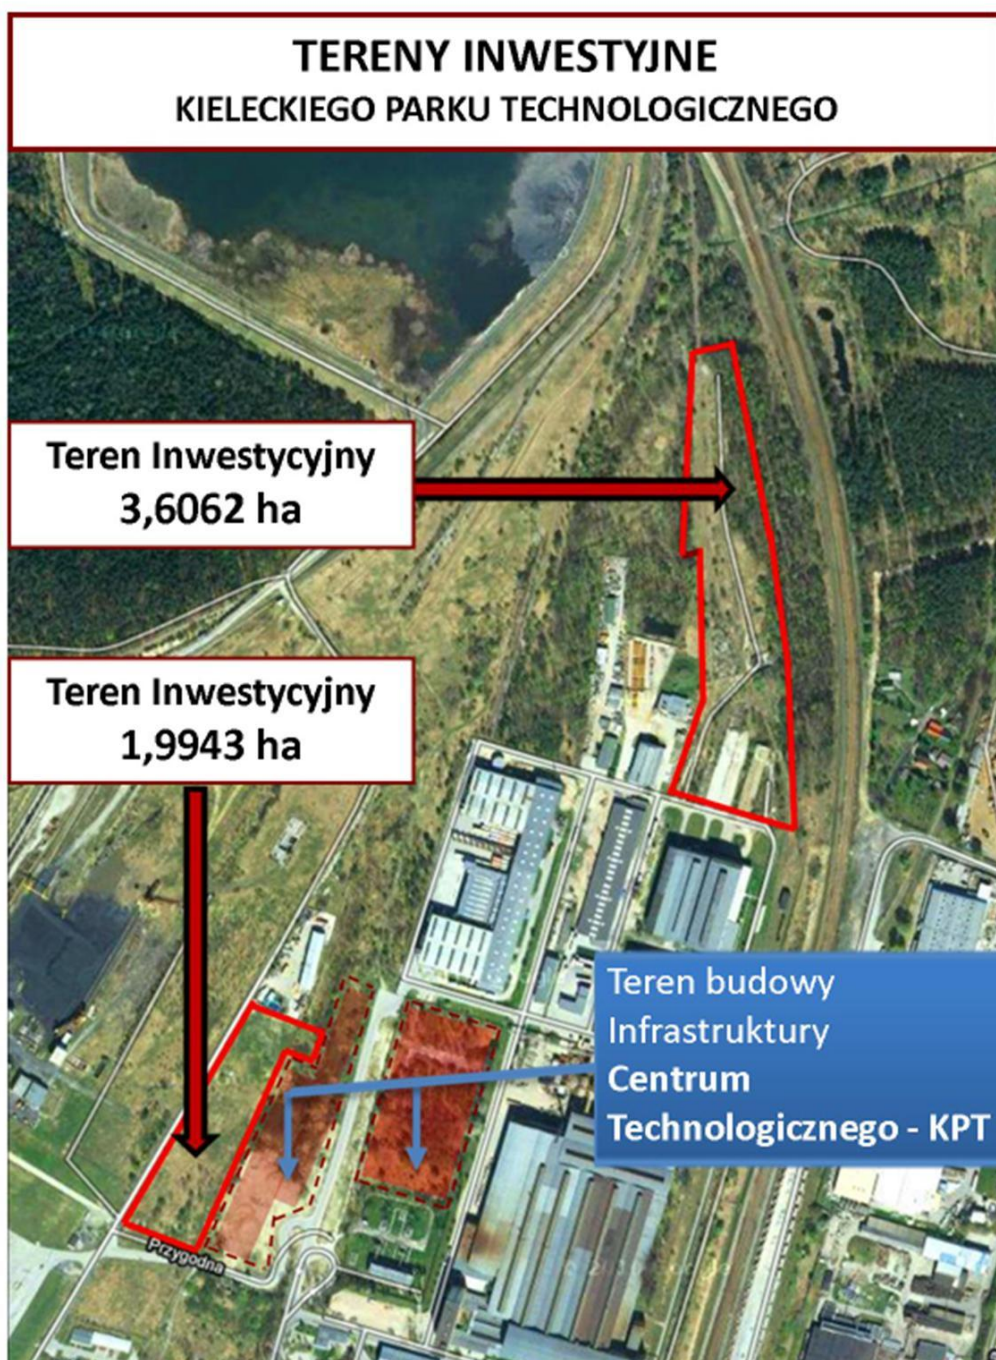 TERENY INWESTYJNE
KIELECKIEGO PARKU TECHNOLOGICZNEGO
Teren Inwestycyjny
3,6062 ha
Teren Inwestycyjny
1,9943 ha
Teren budowy
Infrastruktury
Centrum
Technologicznego - KPT
Przygodna